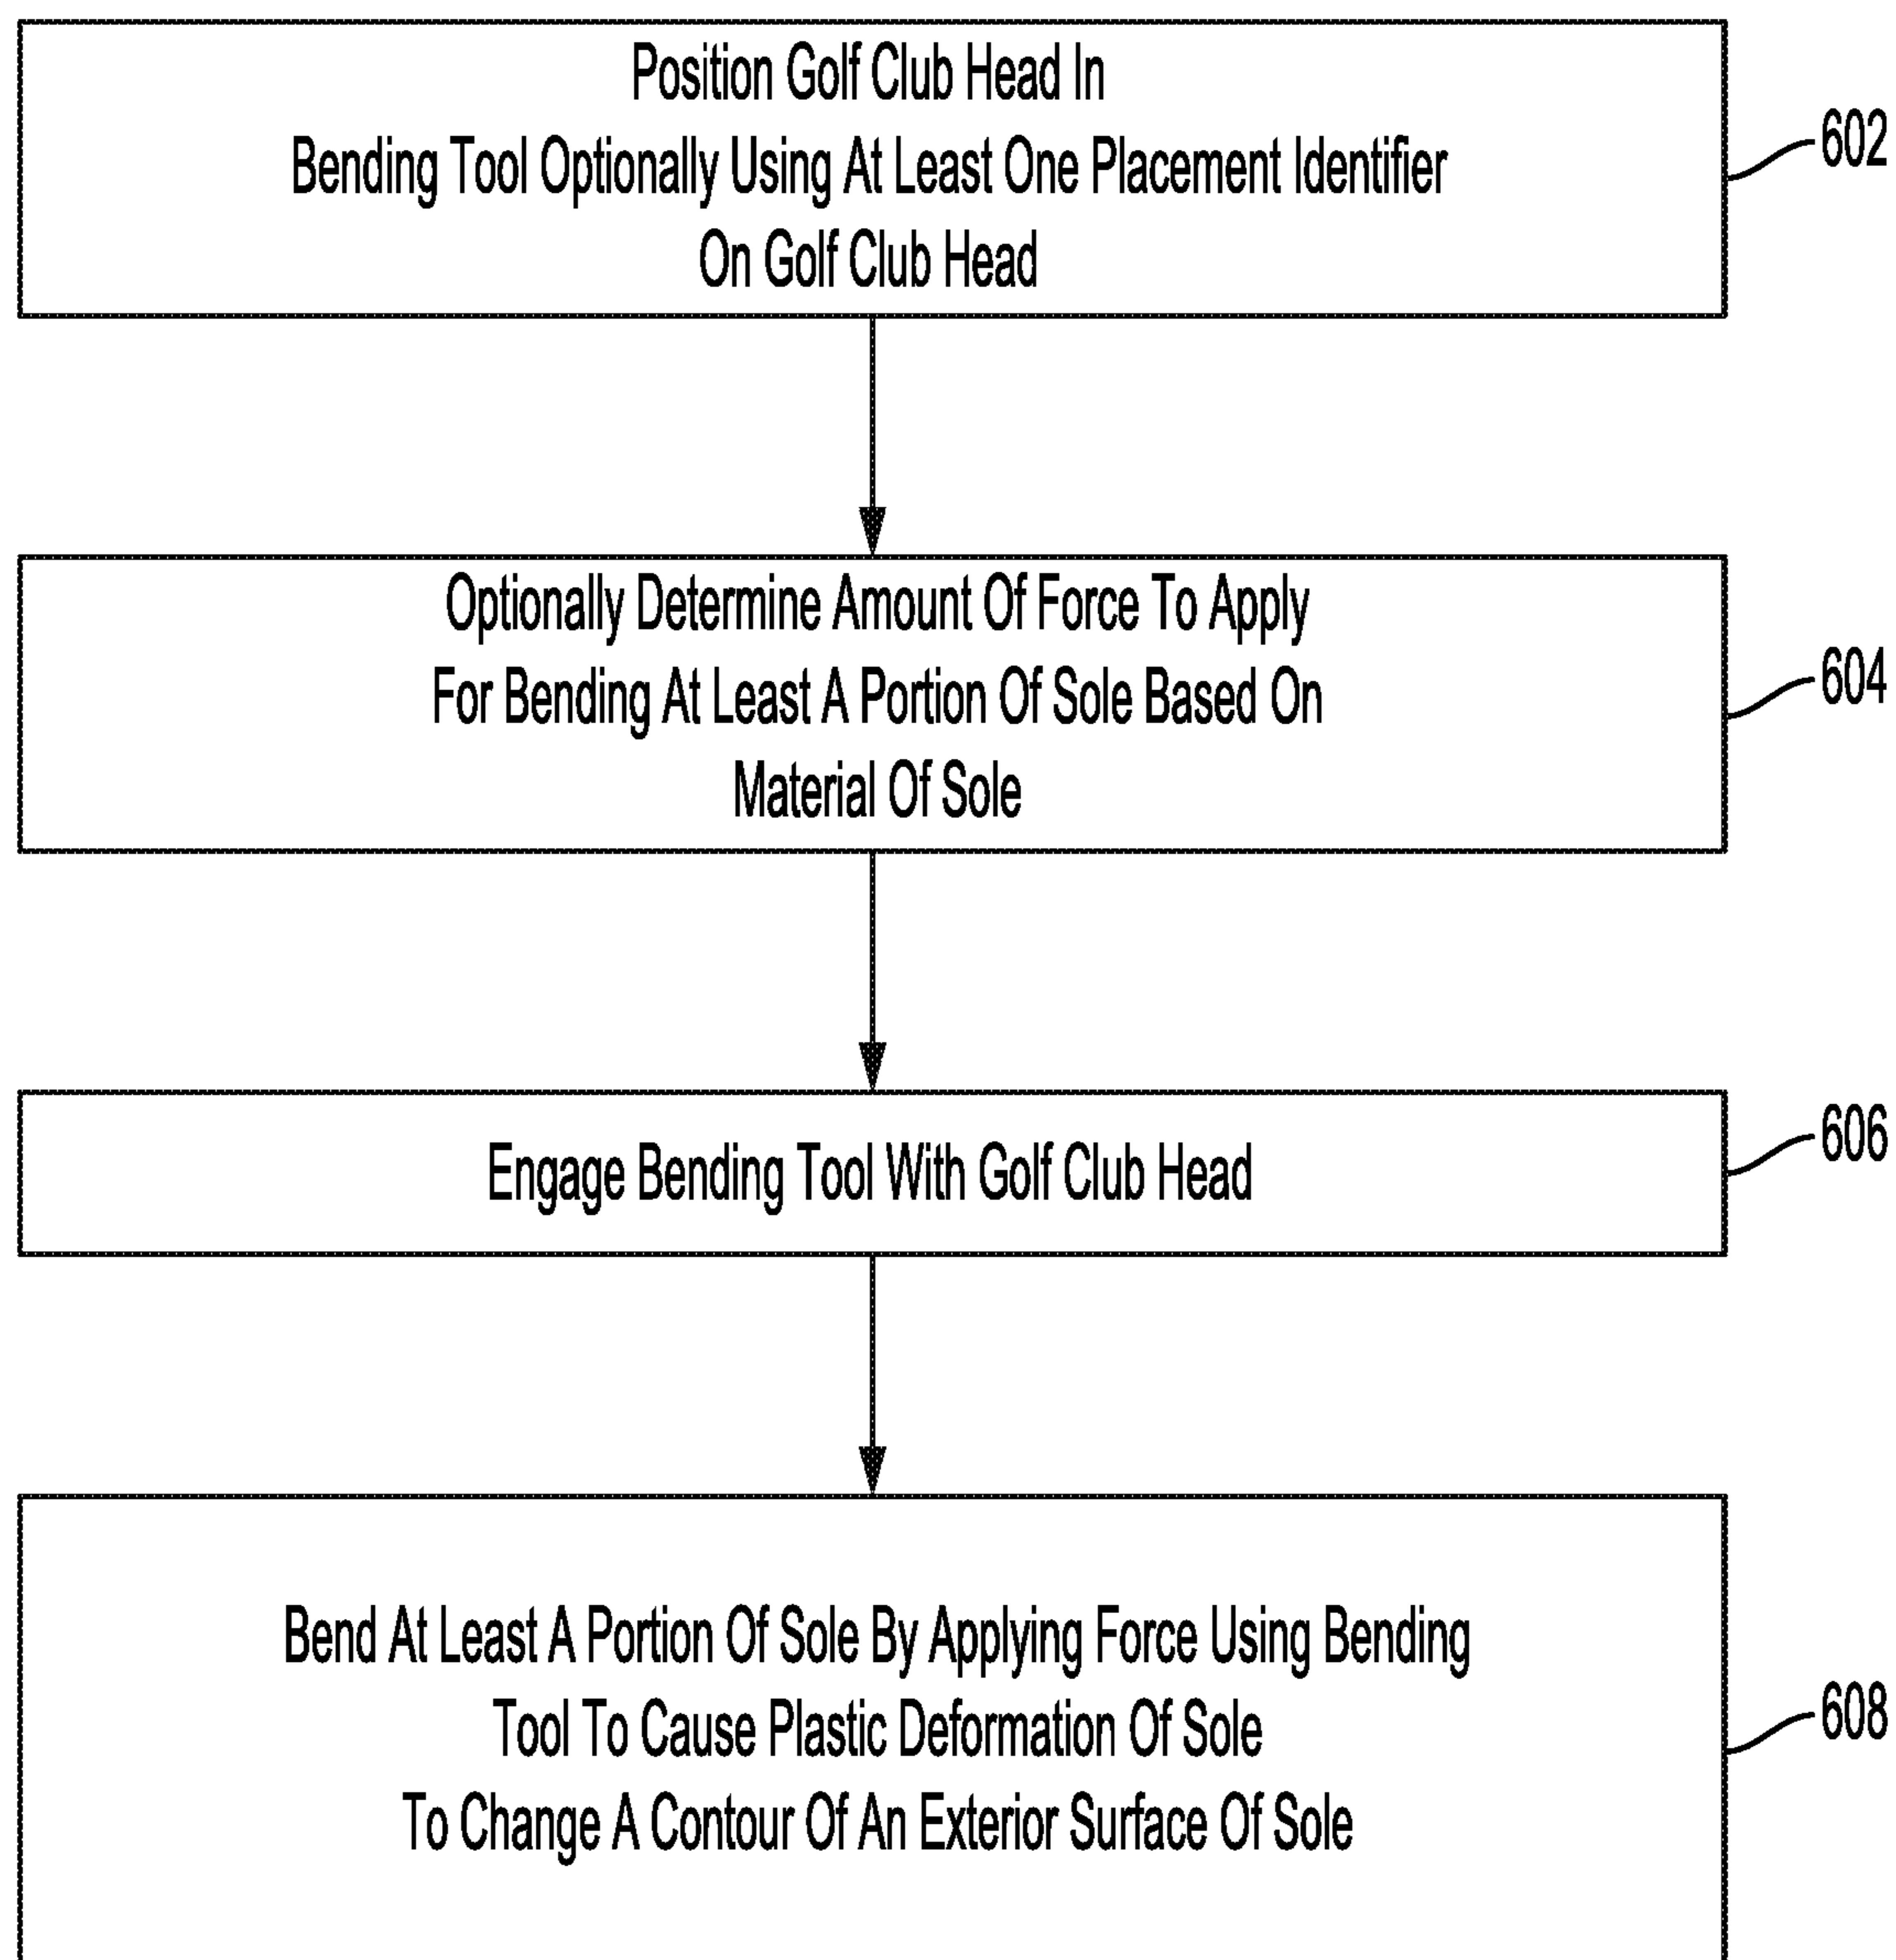 Position Golf Club Head In
Bending Tool Optionally Using At Least One Placement Identifier
On Golf Club Head
602
Optionally Determine Amount Of Force To Apply
For Bending At Least A Portion Of Sole Based On
Material Of Sole
604
Engage Bending Tool With Golf Club Head
606
Bend At Least A Portion Of Sole By Applying Force Using Bending
Tool To Cause Plastic Deformation Of Sole
To Change A Contour Of An Exterior Surface Of Sole
608